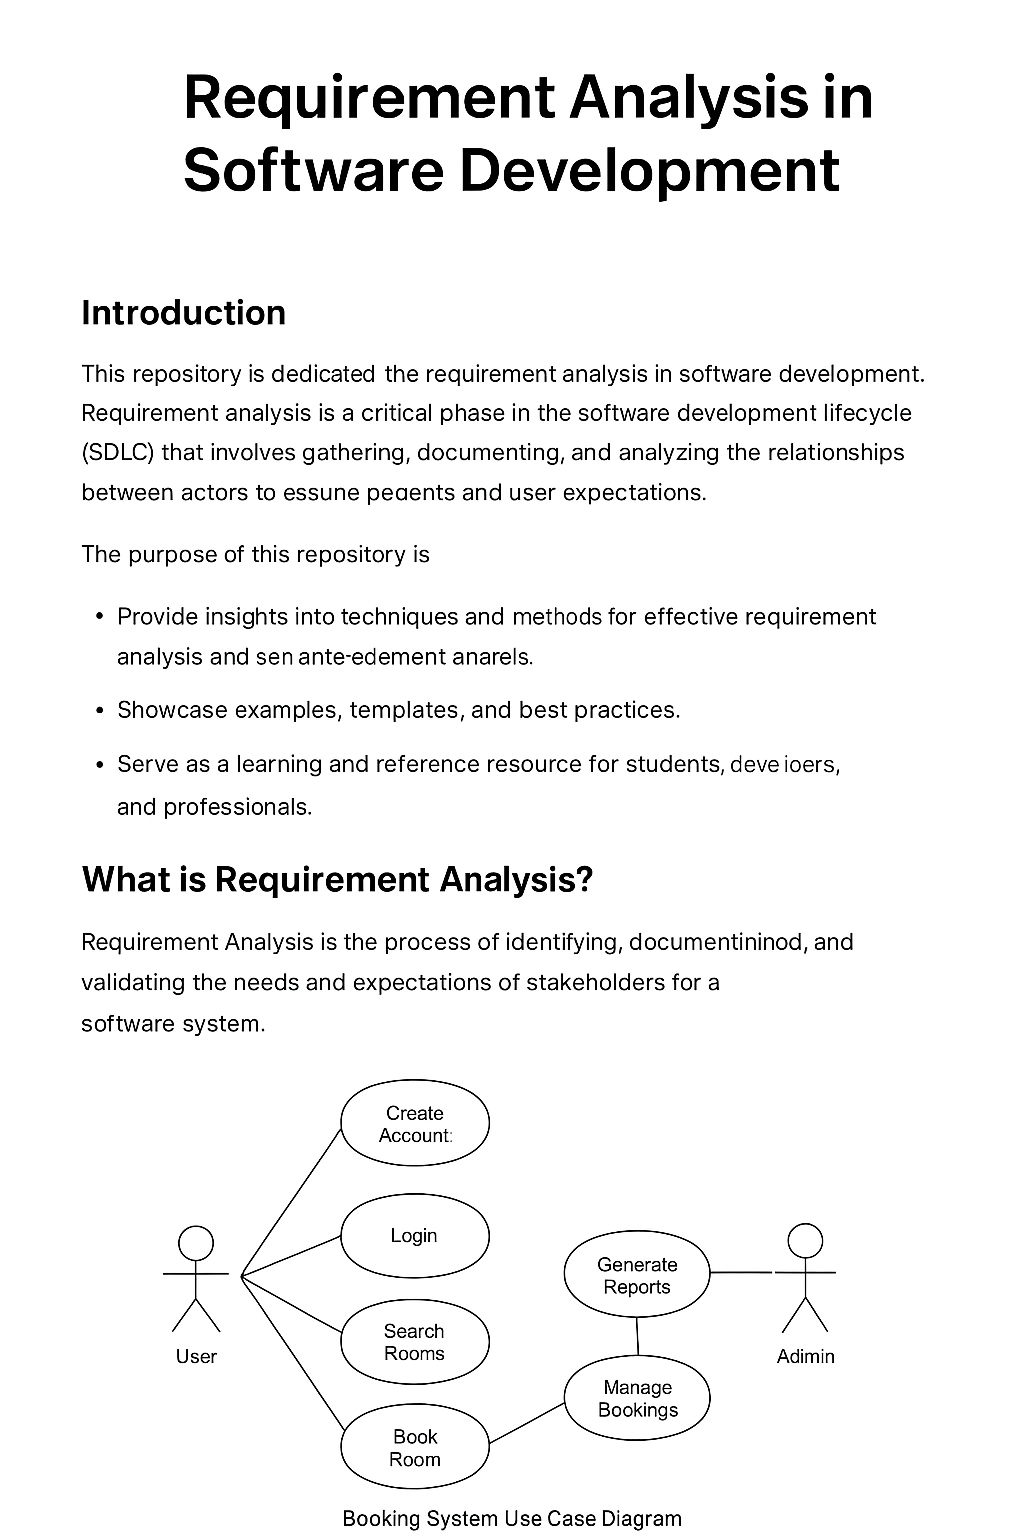 Requirement Analysis in
Software Development
Introduction
This repository is dedicated the requirement analysis in software development.
Requirement analysis is a critical phase in the software development lifecycle
(SDLC) that involves gathering, documenting, and analyzing the relationships
between actors to essune peɑents and user expectations.
The purpose of this repository is
• Provide insights into techniques and methods for effective requirement
analysis and sen ante-edement anarels.
• Showcase examples, templates, and best practices.
• Serve as a learning and reference resource for students, deve ioers,
and professionals.
What is Requirement Analysis?
Requirement Analysis is the process of identifying, documentininod, and
validating the needs and expectations of stakeholders for a
software system.
Create
Account:
Login
Generate
Reports
Search
Rooms
User
Adimin
Manage
Bookings
Book
Room
Booking System Use Case Diagram